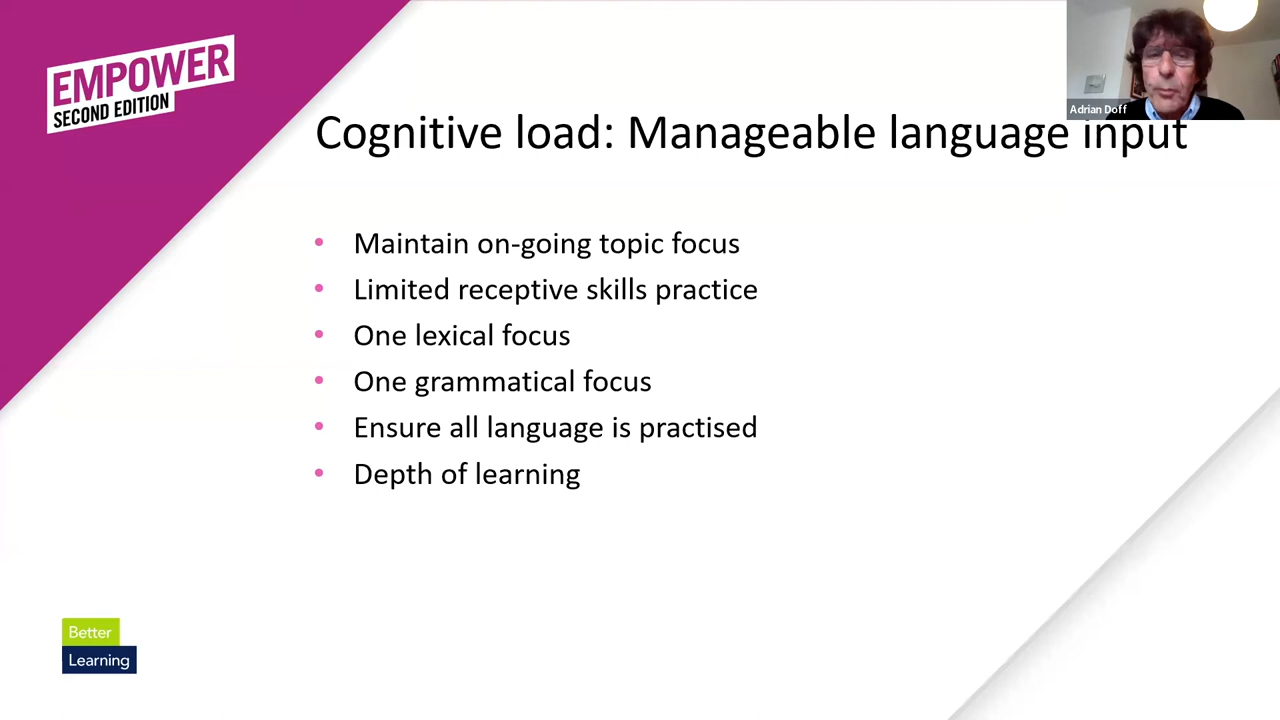 EMPOWER
SECOND EDITION
Adrian Doff
Cognitive load: Manageable language input
• Maintain on-going topic focus
• Limited receptive skills practice
• One lexical focus
• One grammatical focus
• Ensure all language is practised
• Depth of learning
Better
Learning